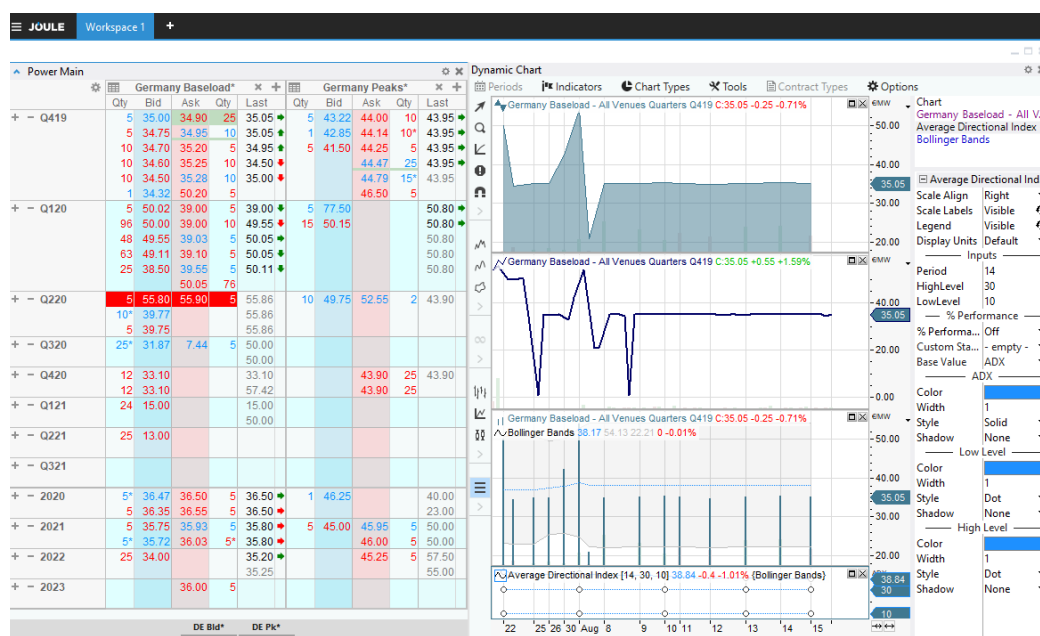 JOULE Workspace 1 +
Power Main
Germany Baseload* × + Germany Peaks* × +
Qty Bid Ask Qty Last Qty Bid Ask Qty Last
+ − Q419 5 35.00 34.90 25 35.05 5 43.22 44.00 10 43.95
5 34.75 34.95 10 35.05 1 42.85 44.14 10* 43.95
10 34.70 35.20 5 34.95 5 41.50 44.25 5 43.95
10 34.60 35.25 10 34.50 44.47 25 43.95
10 34.50 35.28 10 35.00 44.79 15* 43.95
1 34.32 50.20 5 46.50 5
+ − Q120 5 50.02 39.00 5 39.00 5 77.50 50.80
96 50.00 39.00 10 49.55 15 50.15 50.80
48 49.55 39.03 5 50.05 50.80
63 49.11 39.10 5 50.05 50.80
25 38.50 39.55 5 50.11 50.80
50.05 76
+ − Q220 5 55.80 55.90 5 55.86 10 49.75 52.55 2 43.90
10* 39.77 55.86
5 39.75 55.86
+ − Q320 25* 31.87 7.44 5 50.00
50.00
+ − Q420 12 33.10 33.10 43.90 25 43.90
12 33.10 57.42 43.90 25
+ − Q121 24 15.00 15.00
50.00
+ − Q221 25 13.00
+ − Q321
+ − 2020 5* 36.47 36.50 5 36.50 1 46.25 40.00
5 36.35 36.55 5 36.50 23.00
+ − 2021 5 35.75 35.93 5 35.80 5 45.00 45.95 5 50.00
5* 35.72 36.03 5* 35.80 46.00 5 50.00
+ − 2022 25 34.00 35.20 45.25 5 57.50
35.25 55.00
+ − 2023 36.00 5
DE Bld* DE Pk*
Dynamic Chart
Periods Indicators Chart Types Tools Contract Types Options
Germany Baseload - All Venues Quarters Q419 C:35.05 -0.25 -0.71%
€MW
50.00
40.00
35.05
30.00
20.00
Germany Baseload - All Venues Quarters Q419 C:35.05 +0.55 +1.59%
€MW
40.00
35.05
20.00
0.00
Germany Baseload - All Venues Quarters Q419 C:35.05 -0.25 -0.71%
Bollinger Bands 38.17 54.13 22.21 0 -0.01%
€MW
50.00
40.00
35.05
30.00
20.00
Average Directional Index [14, 30, 10] 38.84 -0.4 -1.01% {Bollinger Bands}
38.84
30
10
22 25 26 30 Aug 8 9 10 11 12 13 14 15
Chart
Germany Baseload - All V
Average Directional Index
Bollinger Bands
Average Directional Ind
Scale Align Right
Scale Labels Visible
Legend Visible
Display Units Default
Inputs
Period 14
HighLevel 30
LowLevel 10
% Performance
% Performa... Off
Custom Sta... - empty -
Base Value ADX
ADX
Color
Width 1
Style Solid
Shadow None
Low Level
Color
Width 1
Style Dot
Shadow None
High Level
Color
Width 1
Style Dot
Shadow None